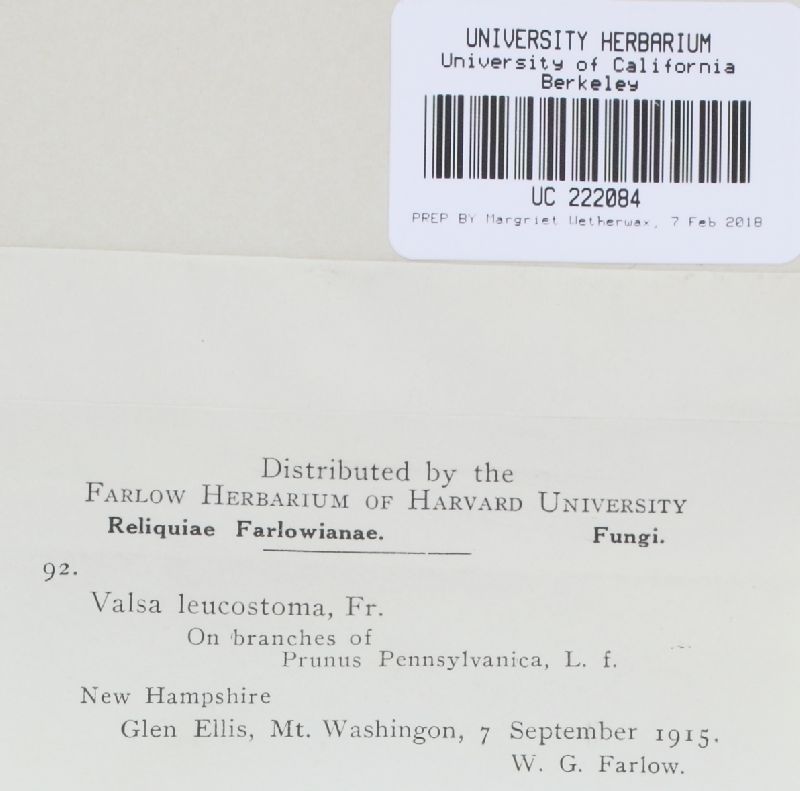 UNIVERSITY HERBARIUM
University of California
Berkeley
UC 222084
PREP BY Margriet Wetherwax, 7 Feb 2018
Distributed by the
FARLOW HERBARIUM OF HARVARD UNIVERSITY
Reliquiae Farlowianae. Fungi.
92.
Valsa leucostoma, Fr.
On branches of
Prunus Pennsylvanica, L. f.
New Hampshire
Glen Ellis, Mt. Washingon, 7 September 1915.
W. G. Farlow.